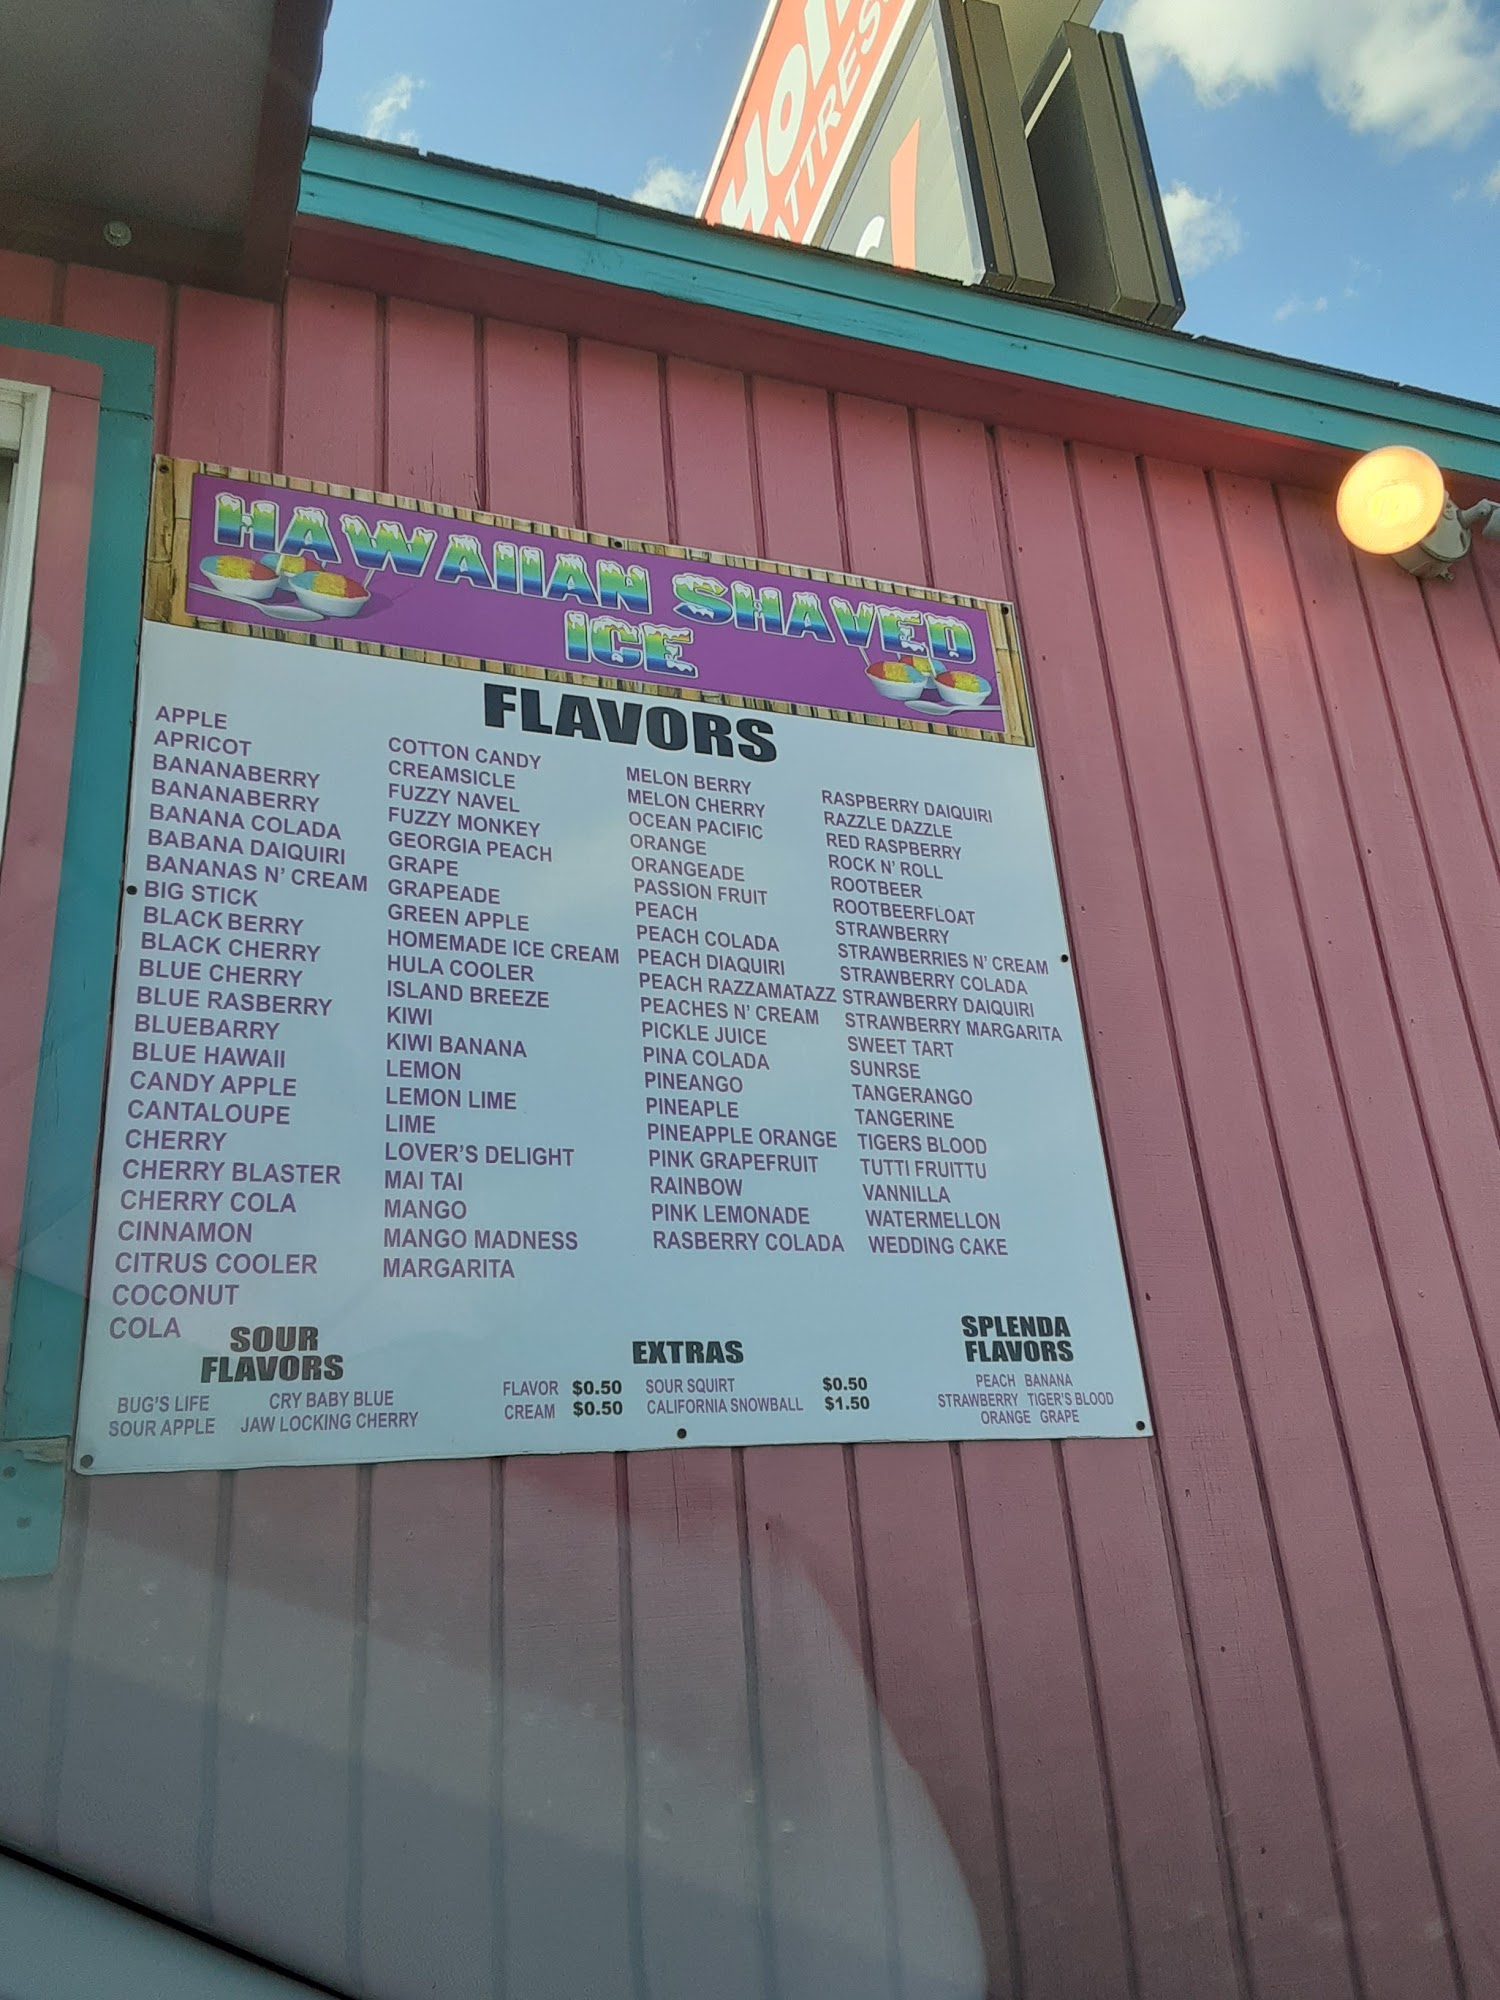 HAWAIIAN SHAVED
ICE
FLAVORS
APPLE
APRICOT
BANANABERRY
BANANABERRY
BANANA COLADA
BABANA DAIQUIRI
BANANAS N' CREAM
BIG STICK
BLACK BERRY
BLACK CHERRY
BLUE CHERRY
BLUE RASBERRY
BLUEBARRY
BLUE HAWAII
CANDY APPLE
CANTALOUPE
CHERRY
CHERRY BLASTER
CHERRY COLA
CINNAMON
CITRUS COOLER
COCONUT
COLA
COTTON CANDY
CREAMSICLE
FUZZY NAVEL
FUZZY MONKEY
GEORGIA PEACH
GRAPE
GRAPEADE
GREEN APPLE
HOMEMADE ICE CREAM
HULA COOLER
ISLAND BREEZE
KIWI
KIWI BANANA
LEMON
LEMON LIME
LIME
LOVER'S DELIGHT
MAI TAI
MANGO
MANGO MADNESS
MARGARITA
MELON BERRY
MELON CHERRY
OCEAN PACIFIC
ORANGE
ORANGEADE
PASSION FRUIT
PEACH
PEACH COLADA
PEACH DIAQUIRI
PEACH RAZZAMATAZZ
PEACHES N' CREAM
PICKLE JUICE
PINA COLADA
PINEANGO
PINEAPLE
PINEAPPLE ORANGE
PINK GRAPEFRUIT
RAINBOW
PINK LEMONADE
RASBERRY COLADA
RASPBERRY DAIQUIRI
RAZZLE DAZZLE
RED RASPBERRY
ROCK N' ROLL
ROOTBEER
ROOTBEERFLOAT
STRAWBERRY
STRAWBERRIES N' CREAM
STRAWBERRY COLADA
STRAWBERRY DAIQUIRI
STRAWBERRY MARGARITA
SWEET TART
SUNRSE
TANGERANGO
TANGERINE
TIGERS BLOOD
TUTTI FRUITTU
VANNILLA
WATERMELLON
WEDDING CAKE
SOUR
FLAVORS
BUG'S LIFE CRY BABY BLUE
SOUR APPLE JAW LOCKING CHERRY
EXTRAS
FLAVOR $0.50 SOUR SQUIRT $0.50
CREAM $0.50 CALIFORNIA SNOWBALL $1.50
SPLENDA
FLAVORS
PEACH BANANA
STRAWBERRY TIGER'S BLOOD
ORANGE GRAPE